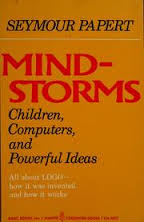 SEYMOUR PAPERT
MIND-
STORMS
Children,
Computers,
and
Powerful Ideas
All about LOGO—
how it was invented
and how it works